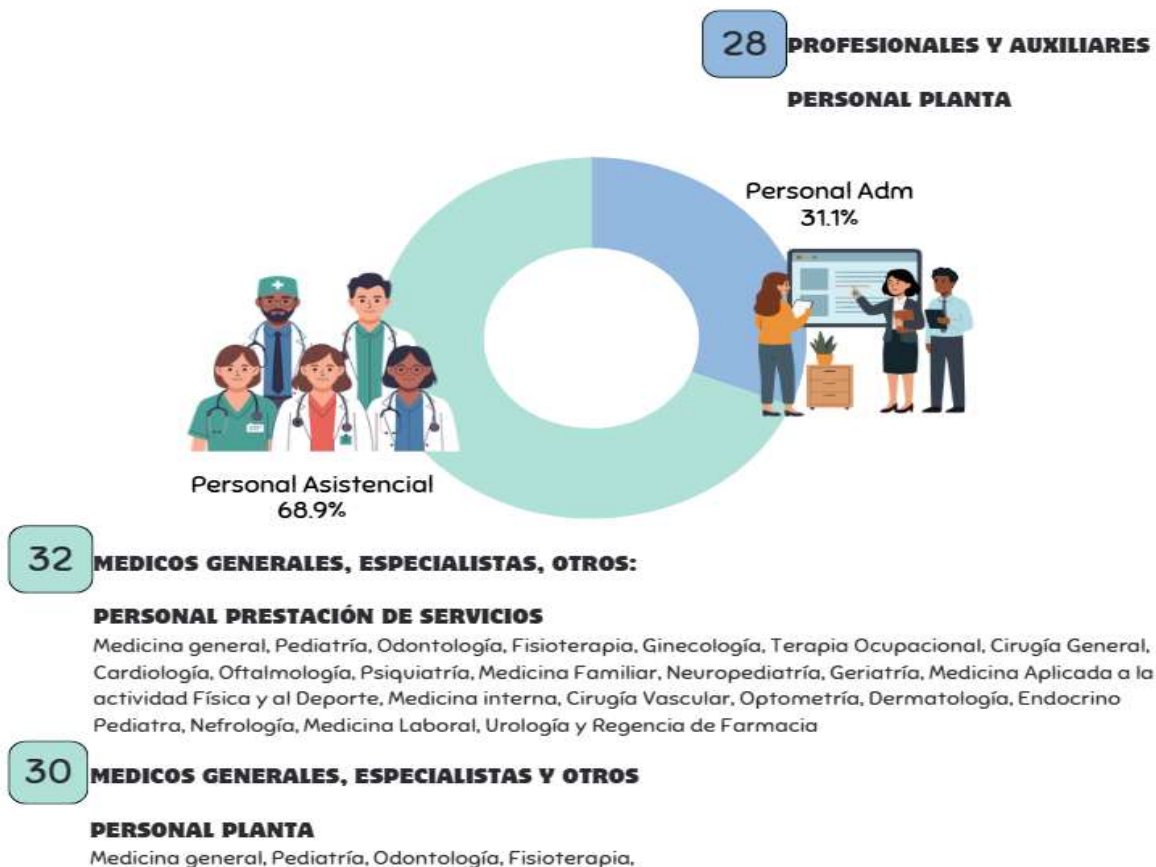 28 PROFESIONALES Y AUXILIARES
PERSONAL PLANTA
Personal Adm
31.1%
Personal Asistencial
68.9%
32 MEDICOS GENERALES, ESPECIALISTAS, OTROS:
PERSONAL PRESTACIÓN DE SERVICIOS
Medicina general, Pediatría, Odontología, Fisioterapia, Ginecología, Terapia Ocupacional, Cirugía General,
Cardiología, Oftalmología, Psiquiatría, Medicina Familiar, Neuropediatría, Geriatría, Medicina Aplicada a la
actividad Física y al Deporte, Medicina interna, Cirugía Vascular, Optometría, Dermatología, Endocrino
Pediatra, Nefrología, Medicina Laboral, Urología y Regencia de Farmacia
30 MEDICOS GENERALES, ESPECIALISTAS Y OTROS
PERSONAL PLANTA
Medicina general, Pediatría, Odontología, Fisioterapia,